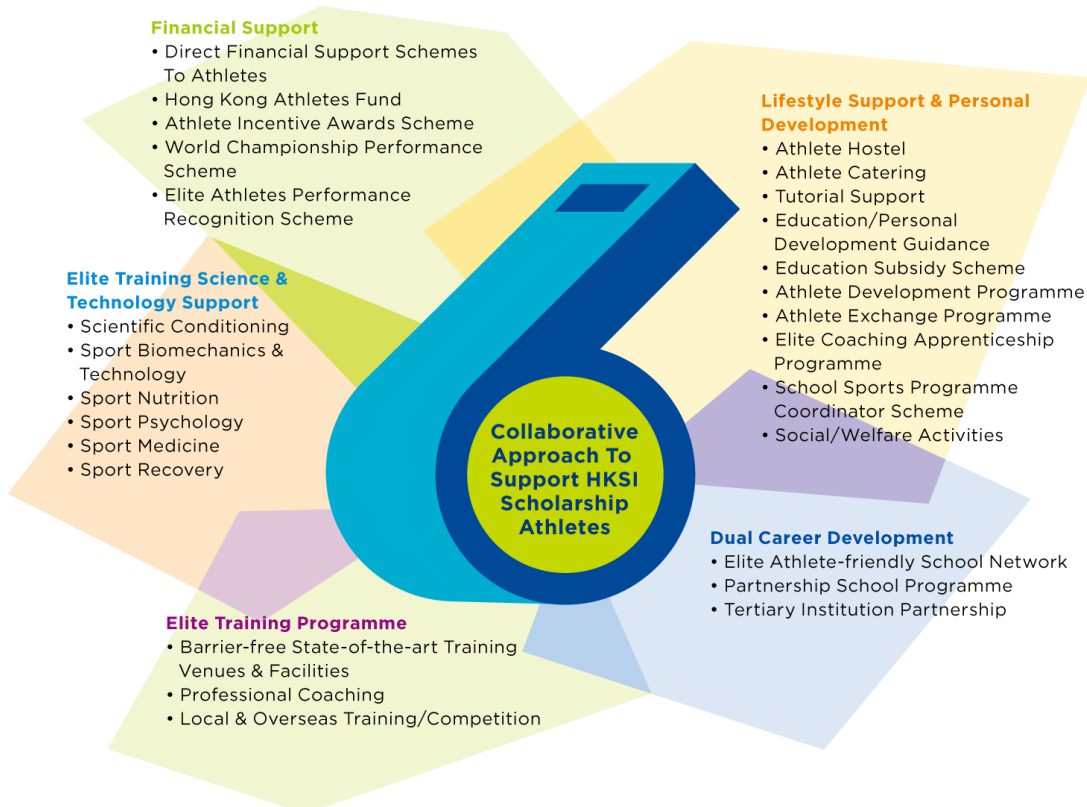 Financial Support
• Direct Financial Support Schemes
To Athletes
• Hong Kong Athletes Fund
• Athlete Incentive Awards Scheme
• World Championship Performance
Scheme
• Elite Athletes Performance
Recognition Scheme
Lifestyle Support & Personal
Development
• Athlete Hostel
• Athlete Catering
• Tutorial Support
• Education/Personal
Development Guidance
• Education Subsidy Scheme
• Athlete Development Programme
• Athlete Exchange Programme
• Elite Coaching Apprenticeship
Programme
• School Sports Programme
Coordinator Scheme
• Social/Welfare Activities
Elite Training Science &
Technology Support
• Scientific Conditioning
• Sport Biomechanics &
Technology
• Sport Nutrition
• Sport Psychology
• Sport Medicine
• Sport Recovery
Collaborative
Approach To
Support HKSI
Scholarship
Athletes
Dual Career Development
• Elite Athlete-friendly School Network
• Partnership School Programme
• Tertiary Institution Partnership
Elite Training Programme
• Barrier-free State-of-the-art Training
Venues & Facilities
• Professional Coaching
• Local & Overseas Training/Competition